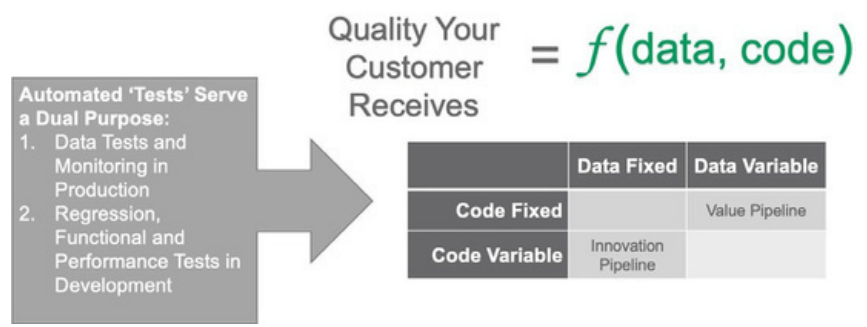 Quality Your
Customer
Receives
= f(data, code)
Automated ‘Tests’ Serve
a Dual Purpose:
1. Data Tests and
Monitoring in
Production
2. Regression,
Functional and
Performance Tests in
Development
Data Fixed Data Variable
Code Fixed Value Pipeline
Code Variable Innovation
Pipeline